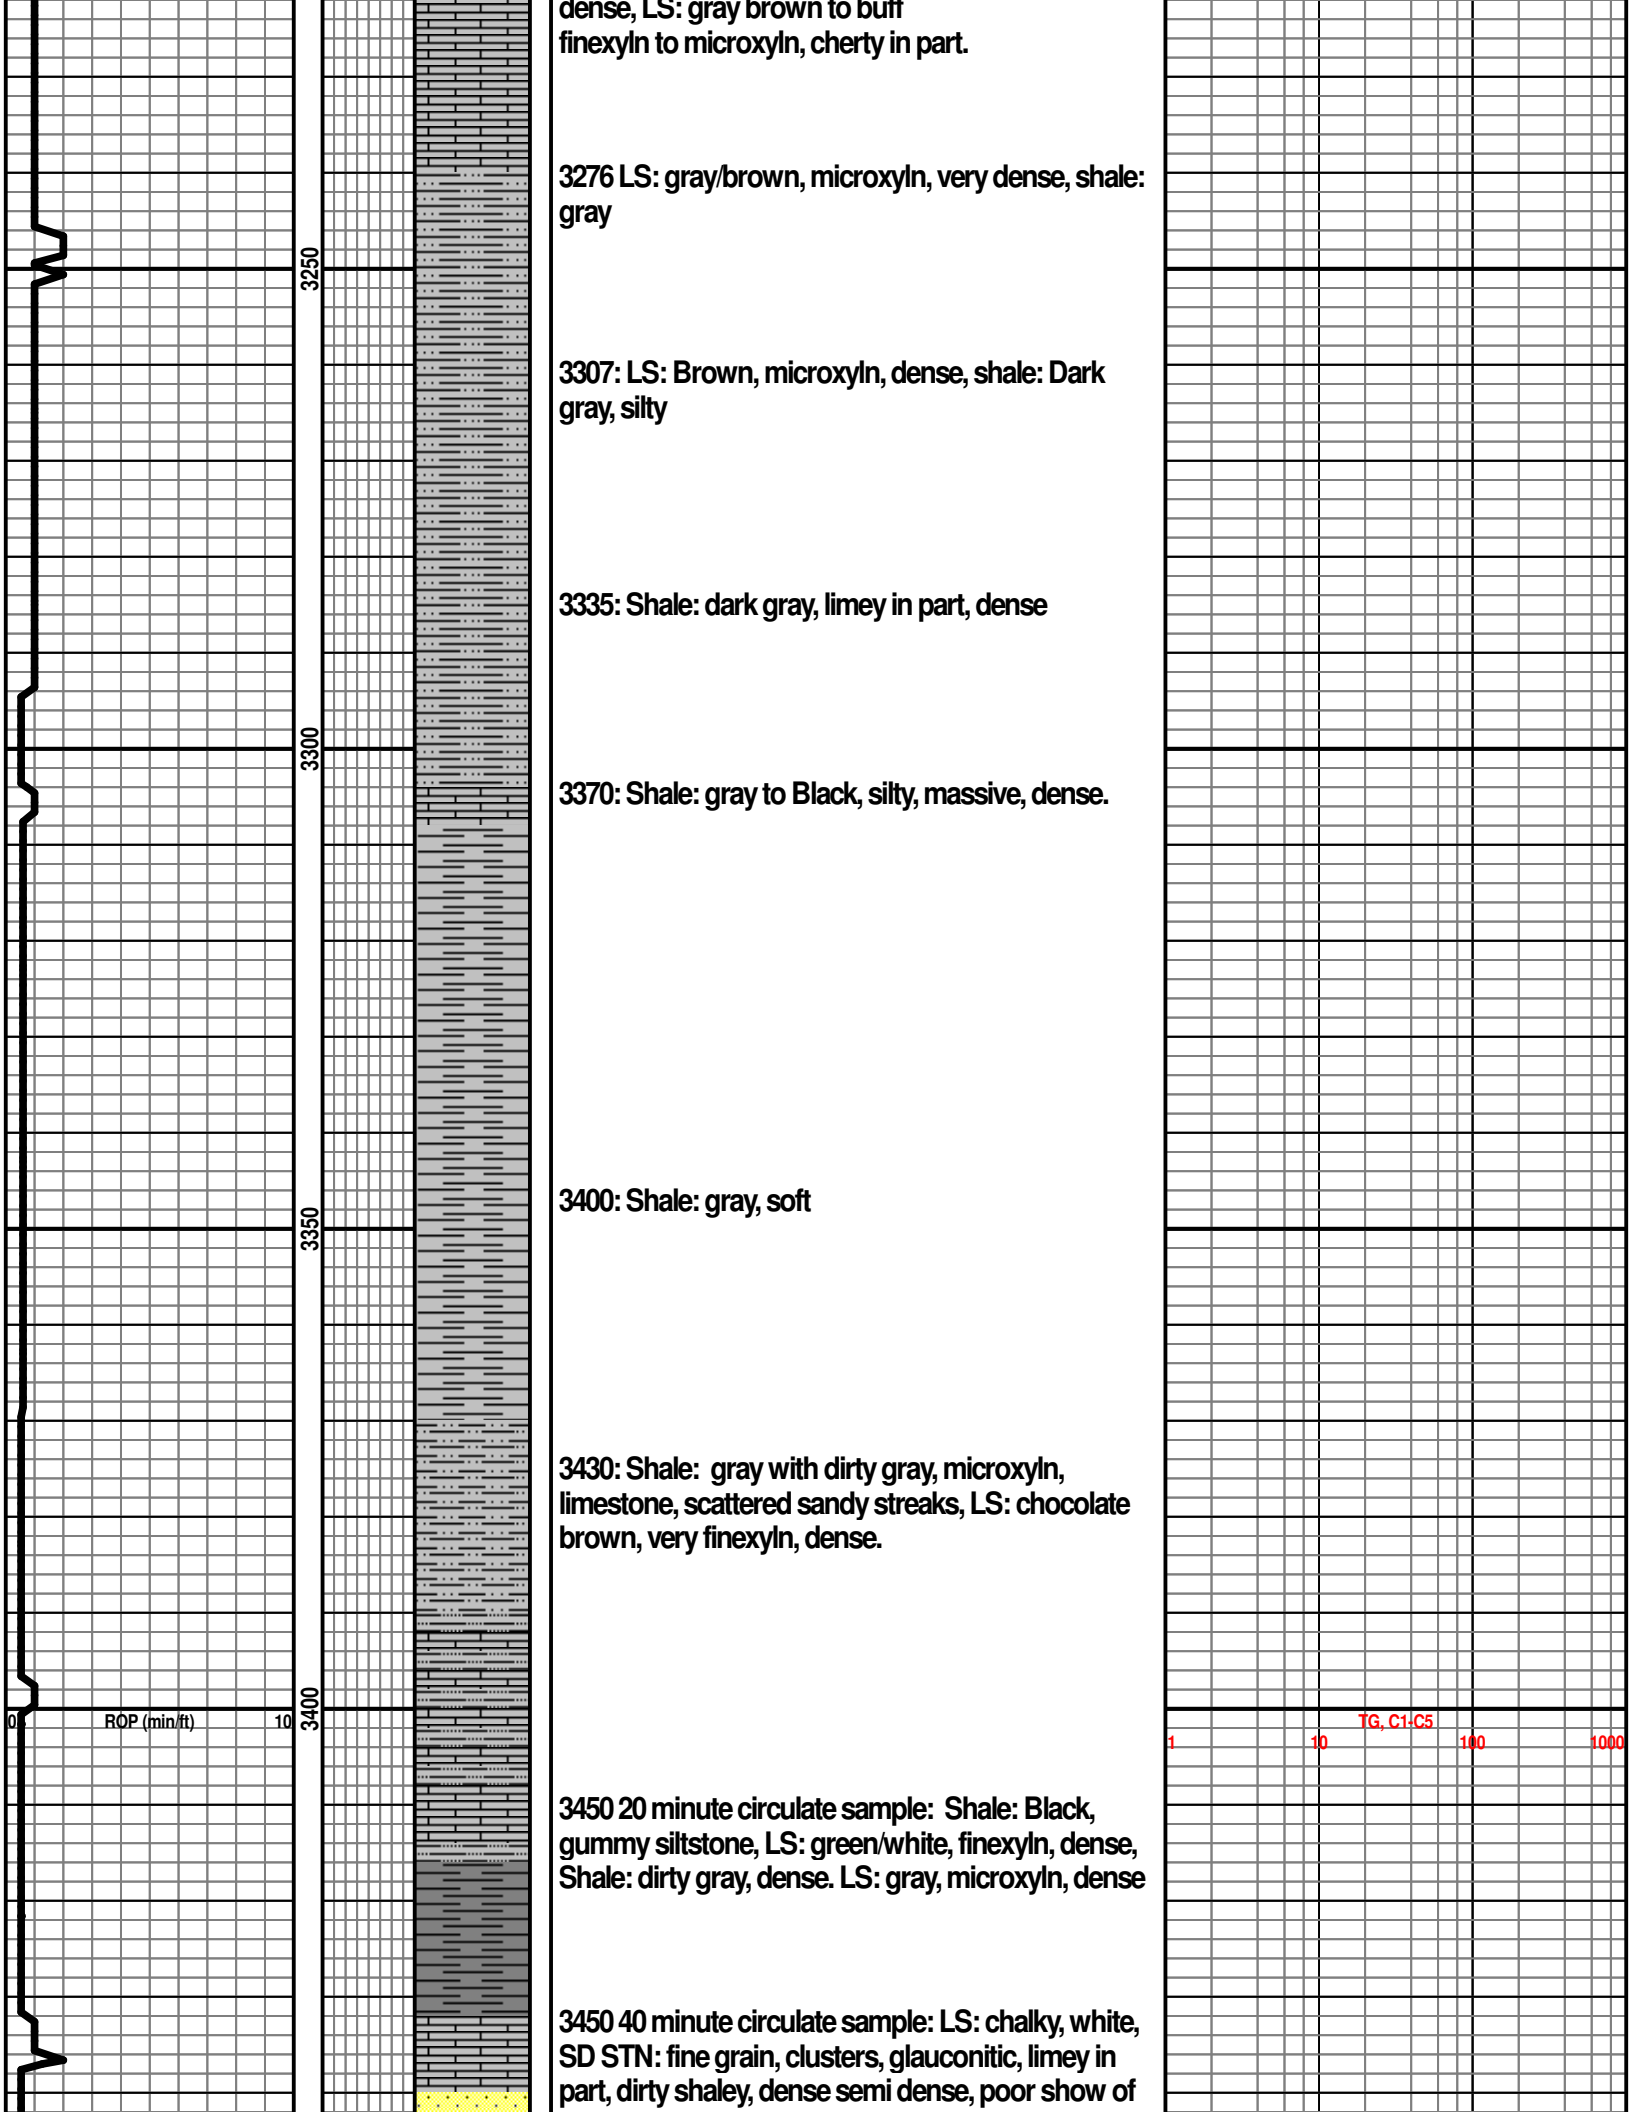 dense, LS: gray brown to buff
finexyln to microxyln, cherty in part.
3276 LS: gray/brown, microxyln, very dense, shale:
gray
3250
3307: LS: Brown, microxyln, dense, shale: Dark
gray, silty
3335: Shale: dark gray, limey in part, dense
3300
3370: Shale: gray to Black, silty, massive, dense.
3400: Shale: gray, soft
3350
3430: Shale:  gray with dirty gray, microxyln,
limestone, scattered sandy streaks, LS: chocolate
brown, very finexyln, dense.
3400
0 ROP (min/ft) 10
TG, C1-C5
1 10 100 1000
3450 20 minute circulate sample:  Shale: Black,
gummy siltstone, LS: green/white, finexyln, dense,
Shale: dirty gray, dense. LS: gray, microxyln, dense
3450 40 minute circulate sample: LS: chalky, white,
SD STN: fine grain, clusters, glauconitic, limey in
part, dirty shaley, dense semi dense, poor show of